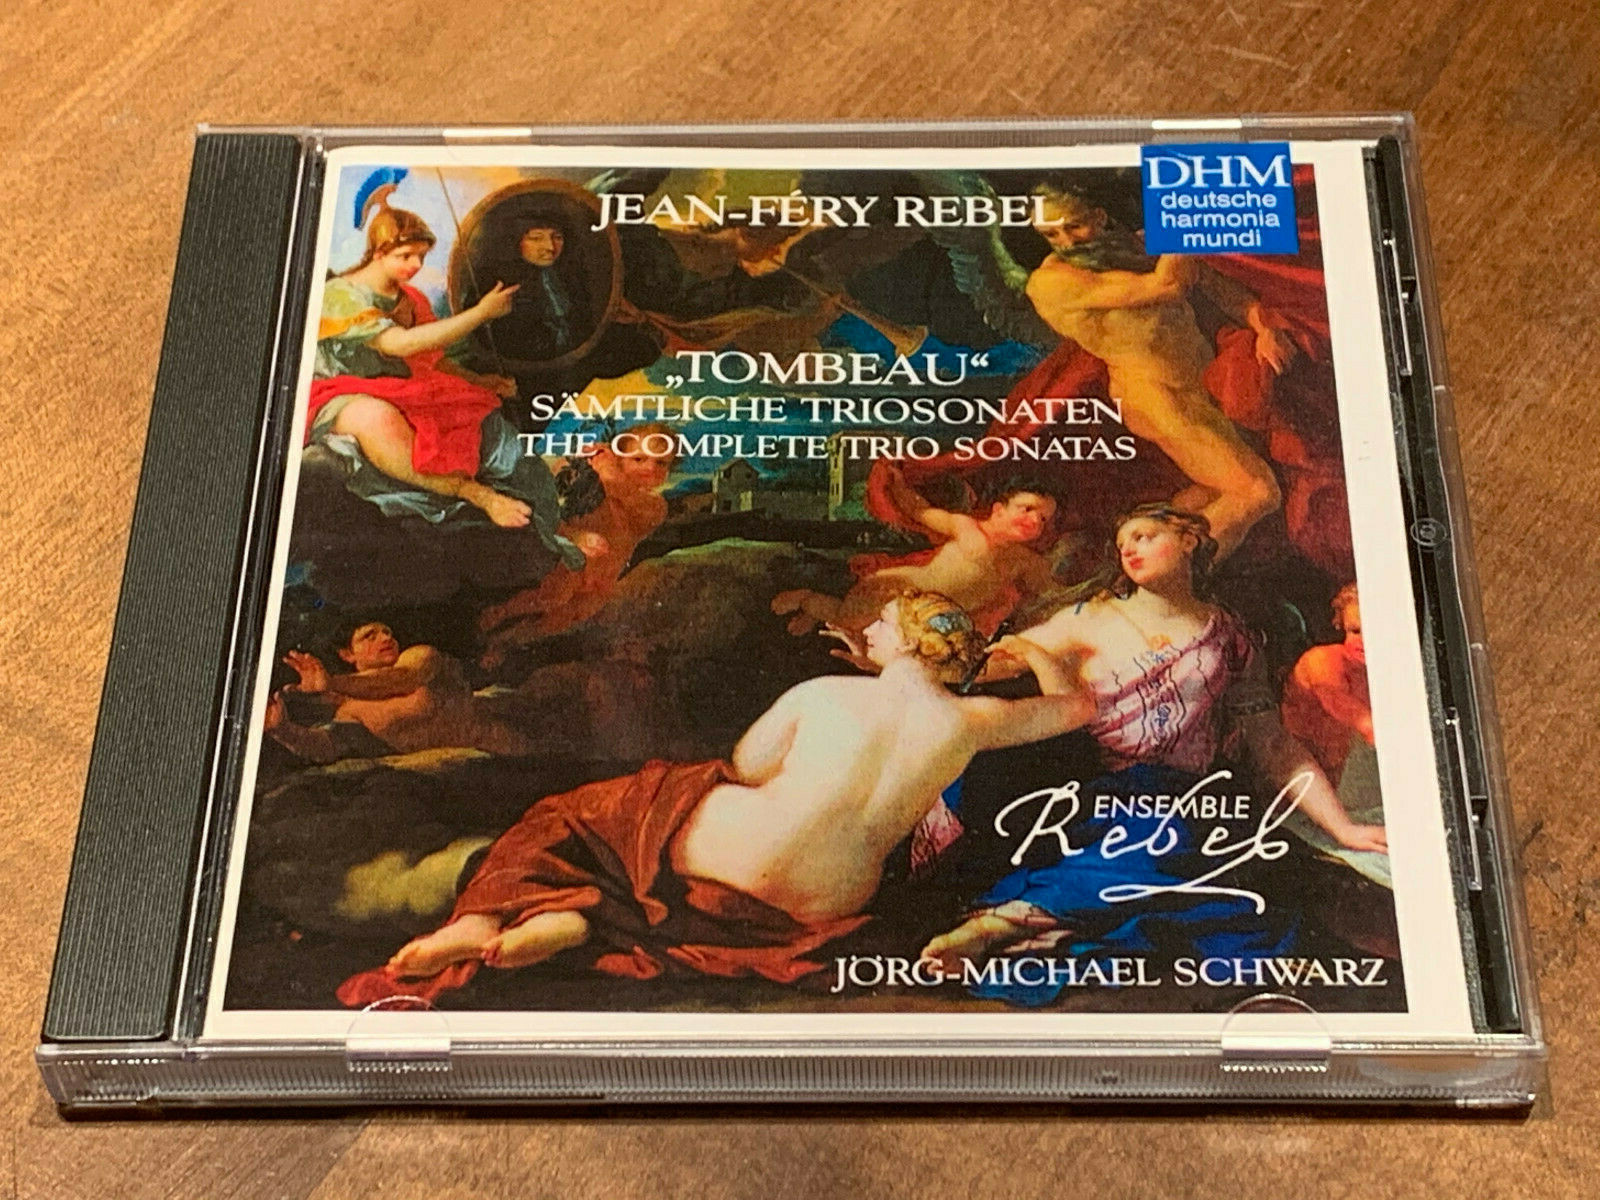 JEAN-FÉRY REBEL
DHM
deutsche
harmonia
mundi
„TOMBEAU“
SÄMTLICHE TRIOSONATEN
THE COMPLETE TRIO SONATAS
ENSEMBLE
Rebel
JÖRG-MICHAEL SCHWARZ